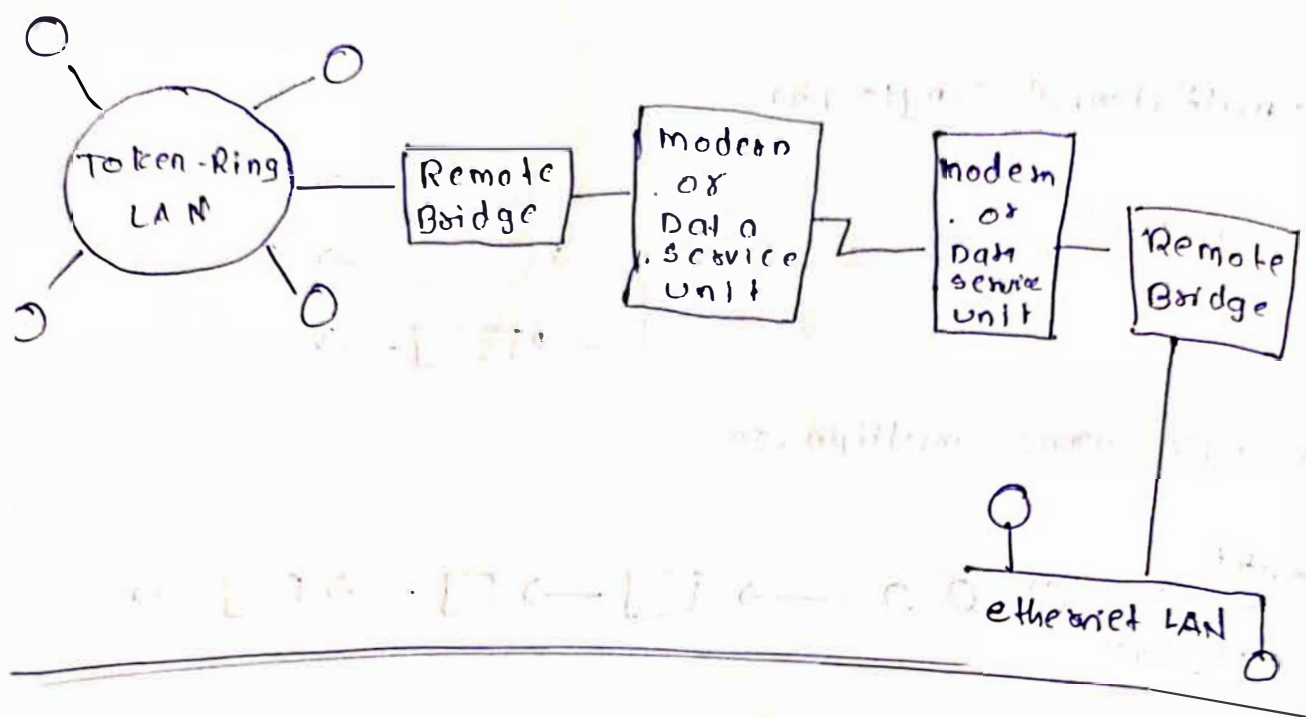 Token-Ring
LAN
Remote
Bridge
modem
or
Data
service
unit
modem
or
Data
service
unit
Remote
Bridge
ethernet LAN